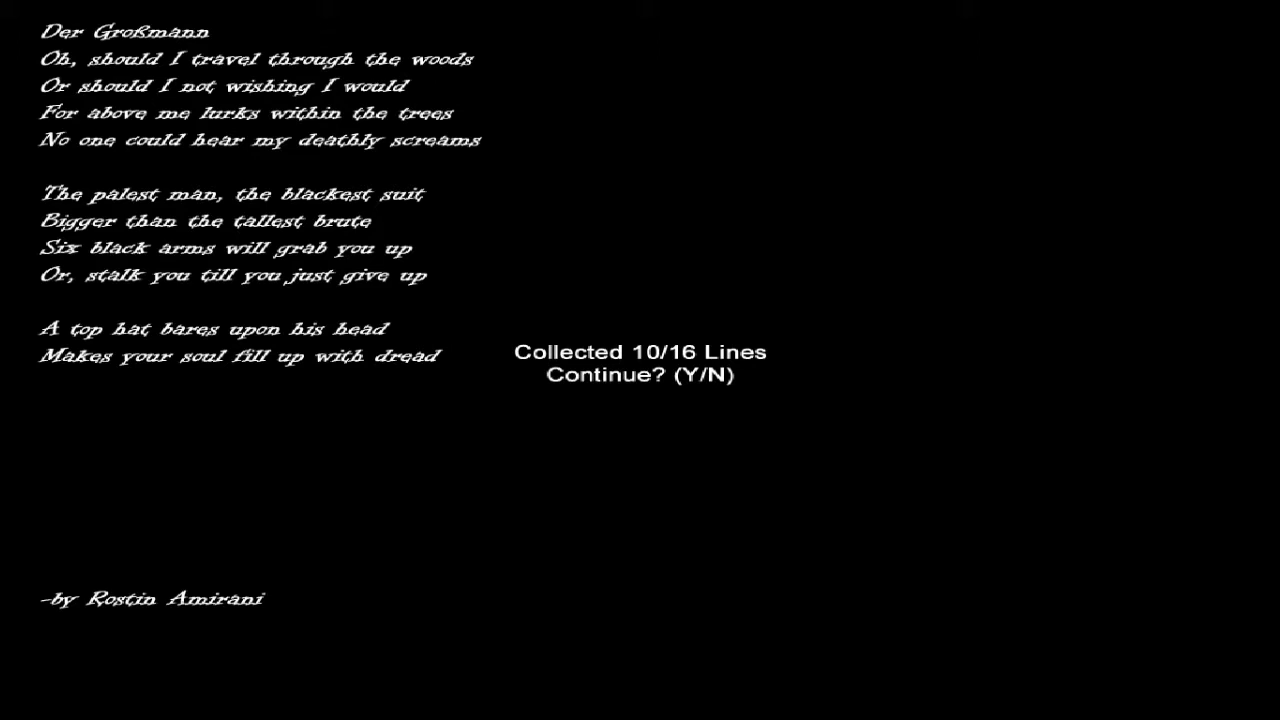 Der Großmann
Oh, should I travel through the woods
Or should I not wishing I would
For above me lurks within the trees
No one could hear my deathly screams
The palest man, the blackest suit
Bigger than the tallest brute
Six black arms will grab you up
Or, stalk you till you just give up
A top hat bares upon his head
Makes your soul fill up with dread
Collected 10/16 Lines
Continue? (Y/N)
-by Rostin Amirani